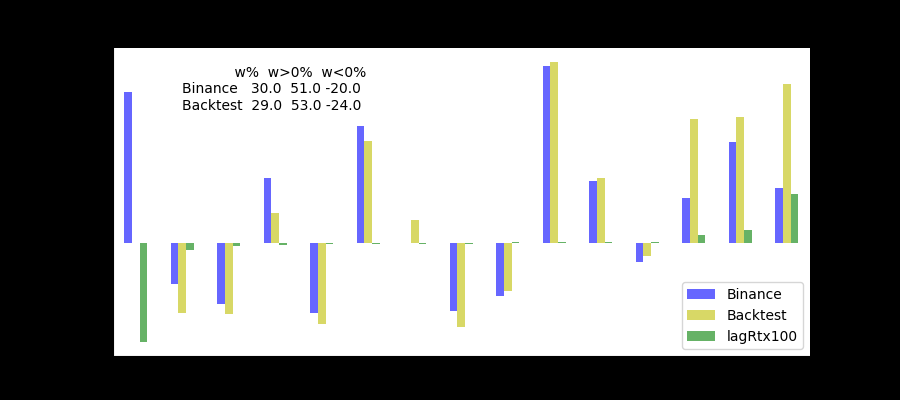 w% w>0% w<0%
Binance 30.0 51.0 -20.0
Backtest 29.0 53.0 -24.0
Binance
Backtest
lagRtx100